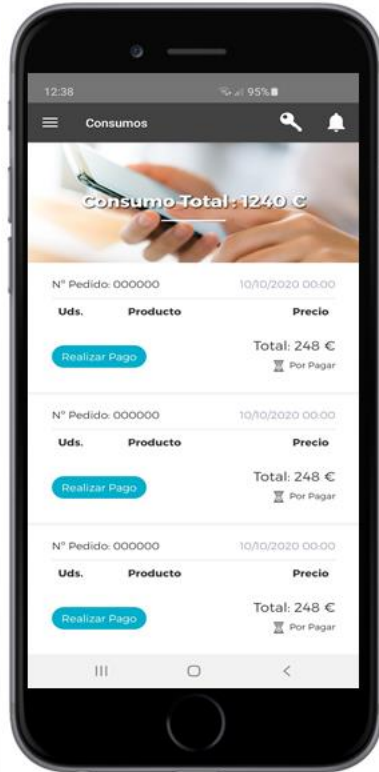 12:38 95%
Consumos
Consumo Total : 1240 €
Nº Pedido: 000000 10/10/2020 00:00
Uds. Producto Precio
Realizar Pago Total: 248 €
Por Pagar
Nº Pedido: 000000 10/10/2020 00:00
Uds. Producto Precio
Realizar Pago Total: 248 €
Por Pagar
Nº Pedido: 000000 10/10/2020 00:00
Uds. Producto Precio
Realizar Pago Total: 248 €
Por Pagar